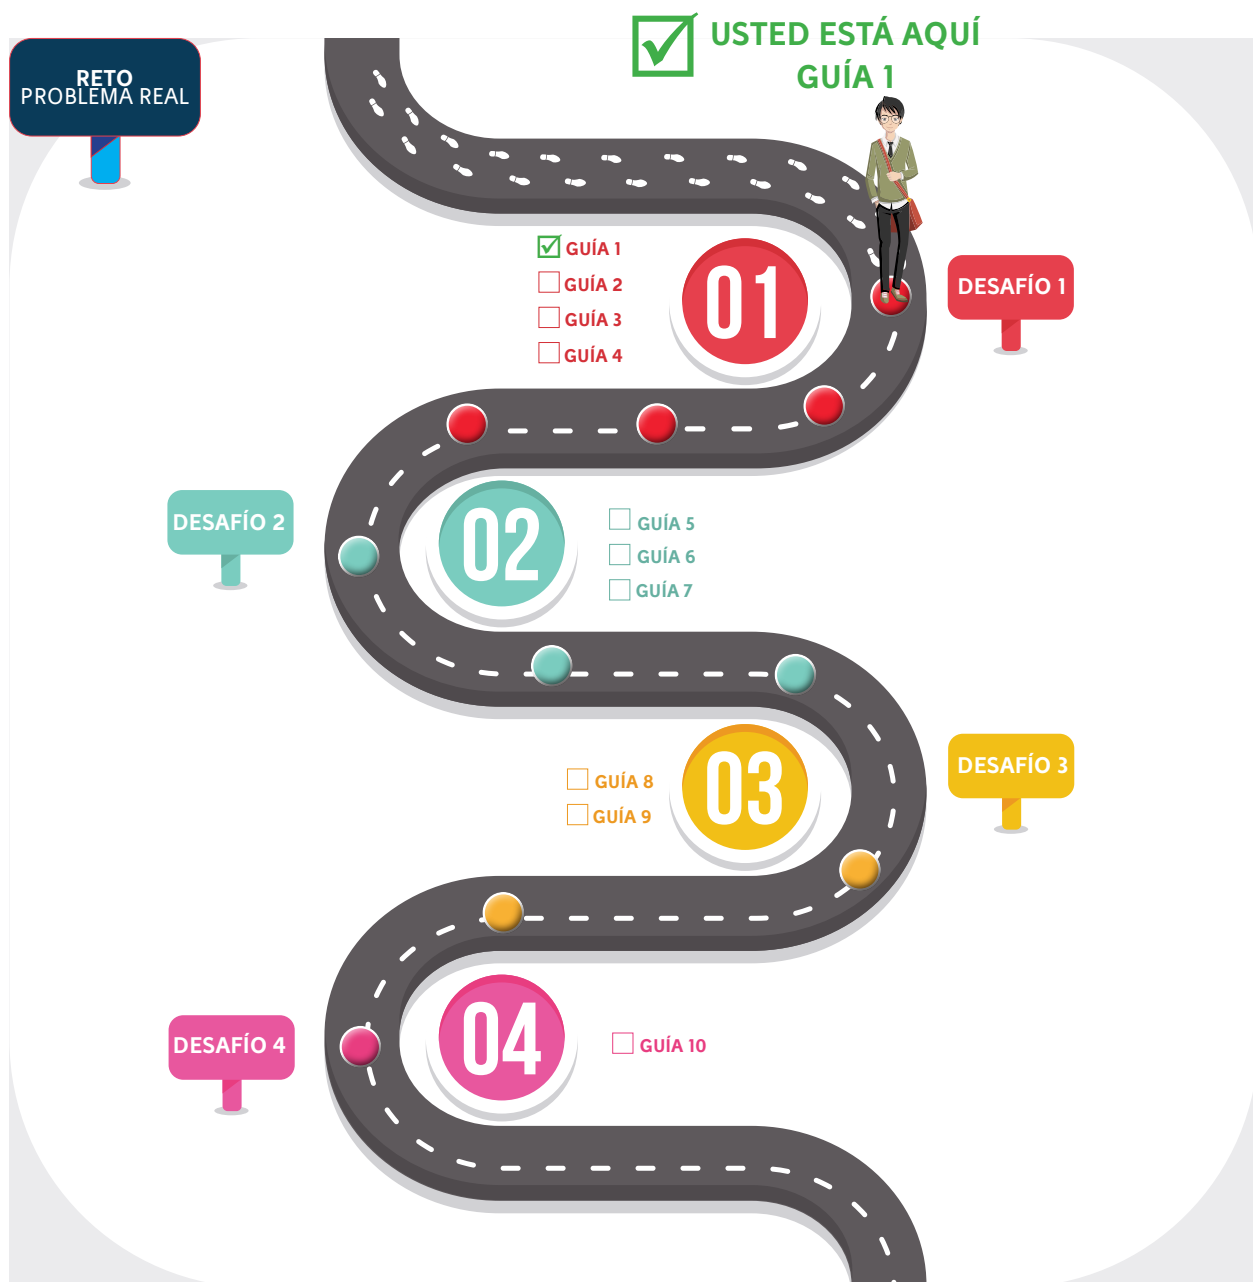 USTED ESTÁ AQUÍ
GUÍA 1
RETO
PROBLEMA REAL
GUÍA 1
GUÍA 2
GUÍA 3
GUÍA 4
01
DESAFÍO 1
DESAFÍO 2
02
GUÍA 5
GUÍA 6
GUÍA 7
GUÍA 8
GUÍA 9
03
DESAFÍO 3
DESAFÍO 4
04
GUÍA 10